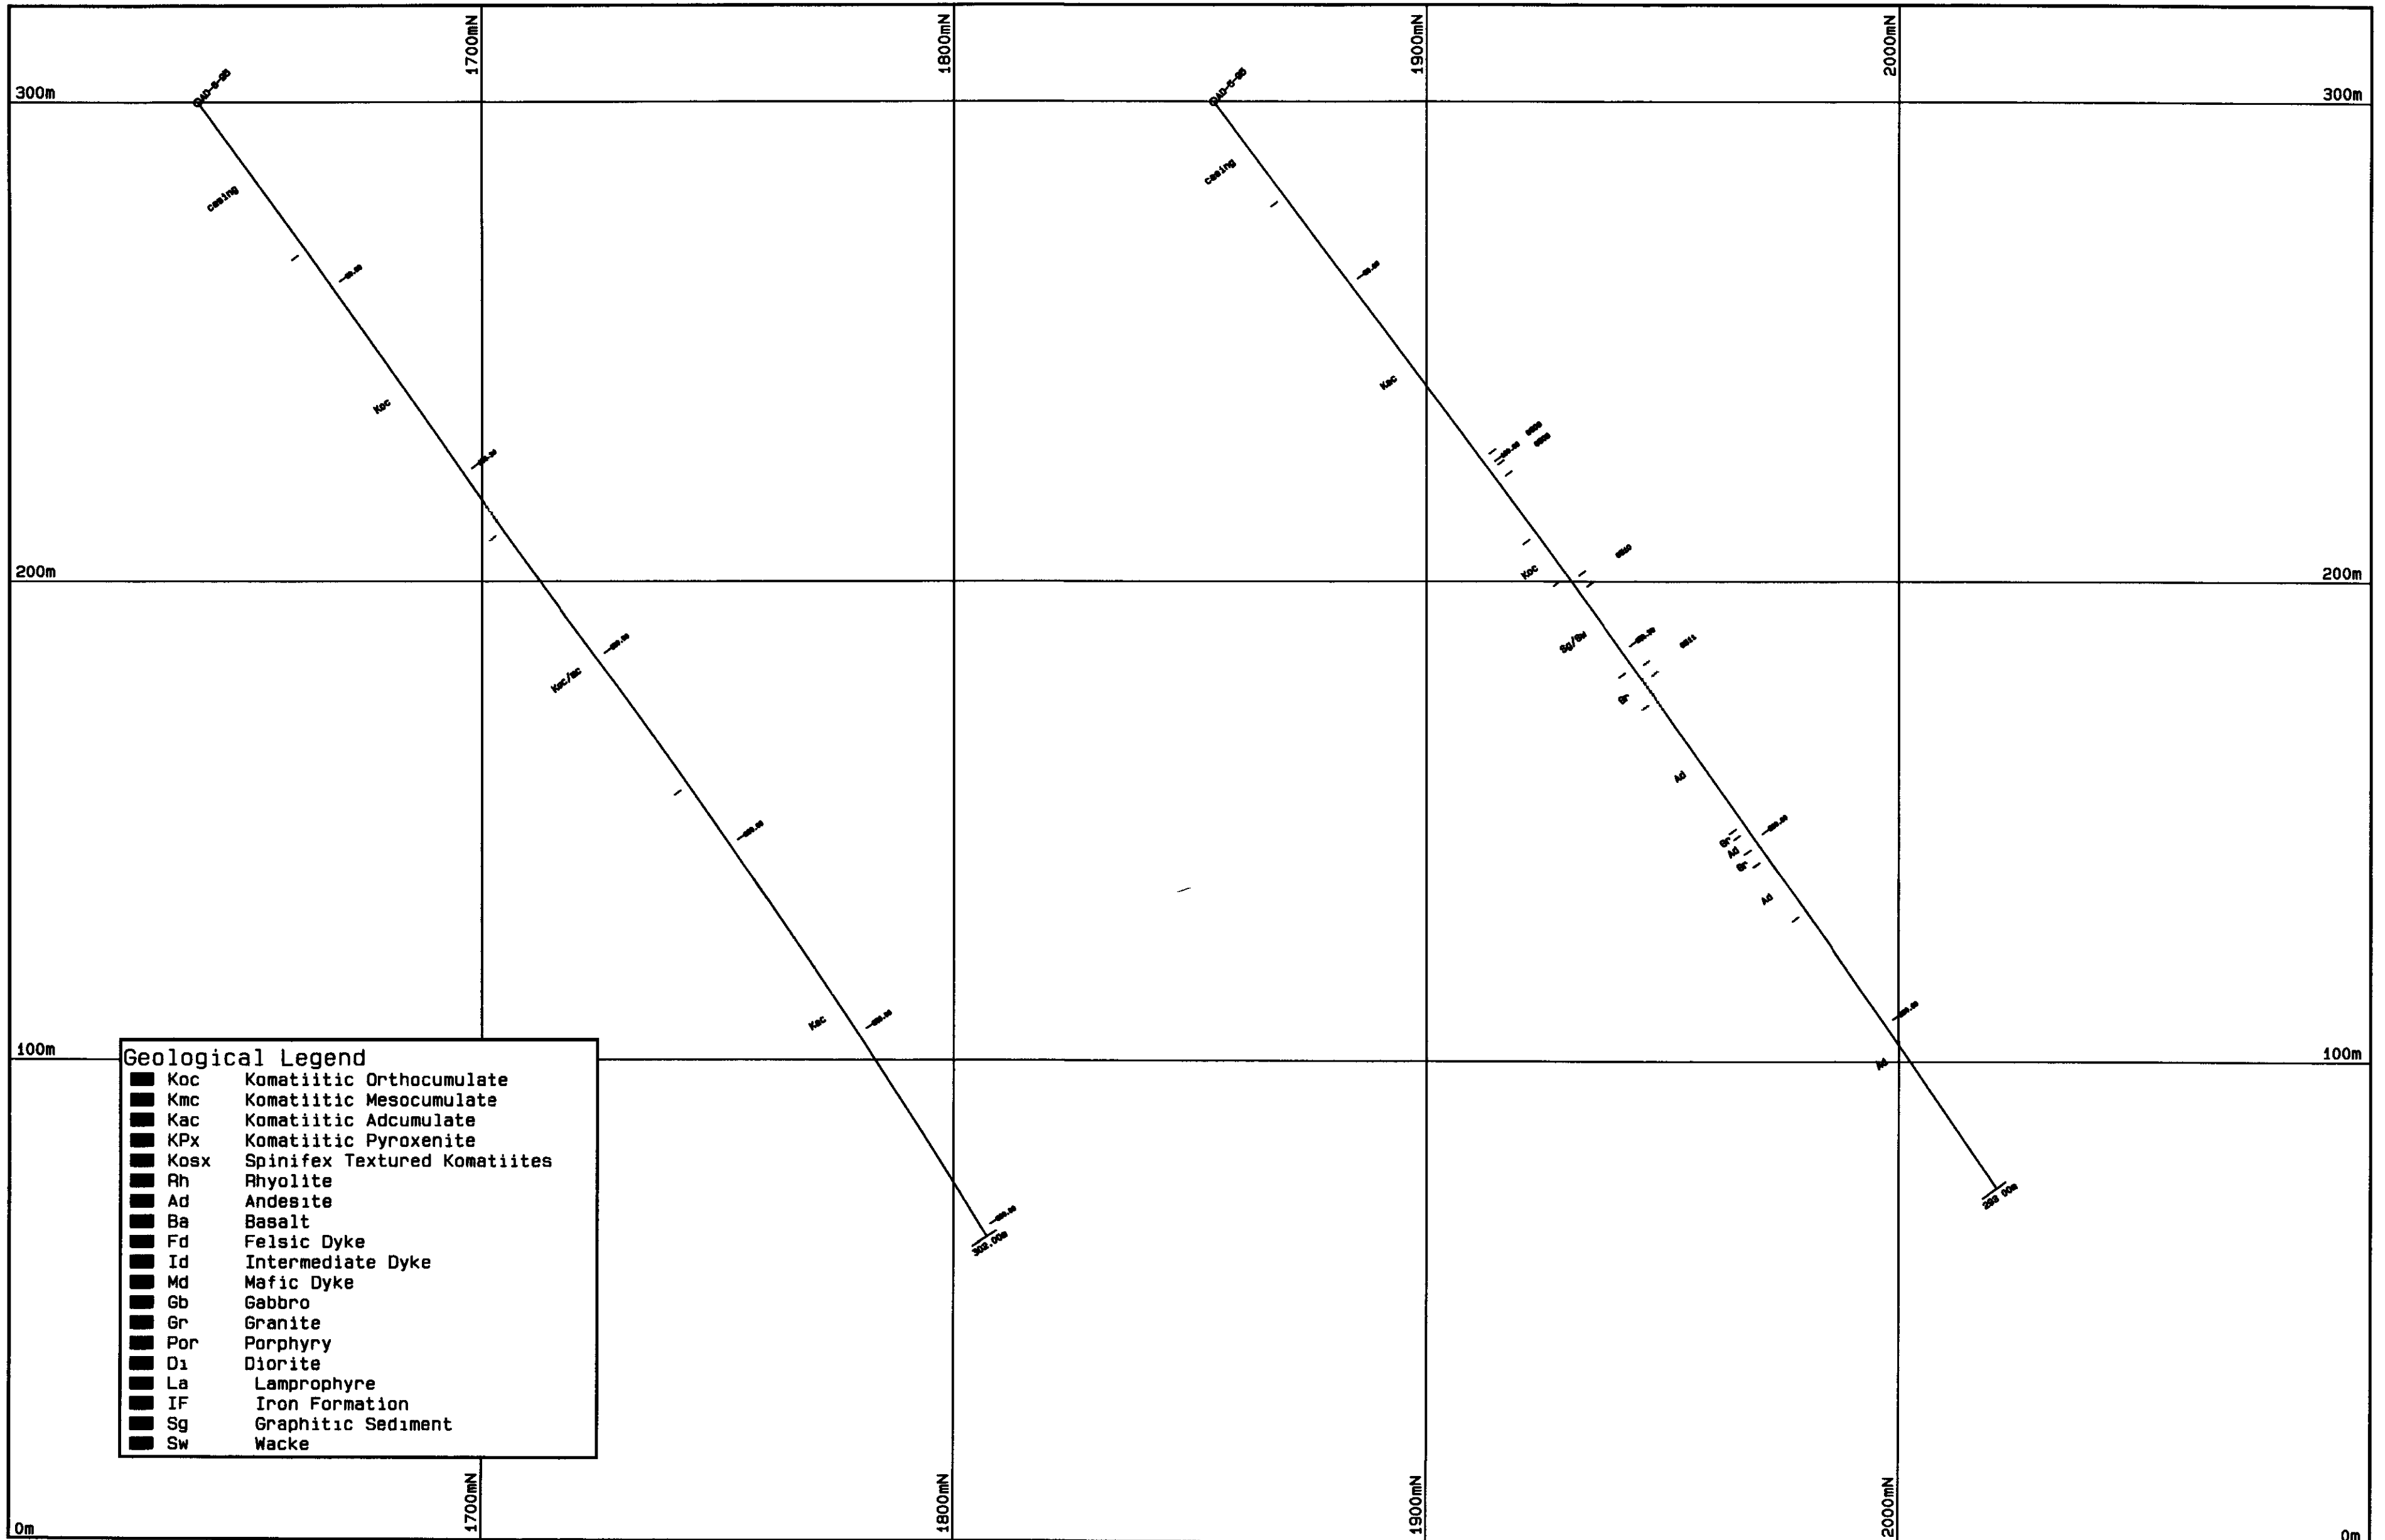 1700mN
1800mN
1900mN
2000mN
300m
300m
casing
casing
Kac
Koc
200m
200m
Koc
Sg/Sw
Gr
Ad
Gr
Ad
Gr
Ad
Kac
100m
100m
Ad
302.00m
293 00m
Geological Legend
Koc Komatiitic Orthocumulate
Kmc Komatiitic Mesocumulate
Kac Komatiitic Adcumulate
KPx Komatiitic Pyroxenite
Kosx Spinifex Textured Komatiites
Rh Rhyolite
Ad Andesite
Ba Basalt
Fd Felsic Dyke
Id Intermediate Dyke
Md Mafic Dyke
Gb Gabbro
Gr Granite
Por Porphyry
Di Diorite
La Lamprophyre
IF Iron Formation
Sg Graphitic Sediment
Sw Wacke
1700mN
1800mN
1900mN
2000mN
0m
0m